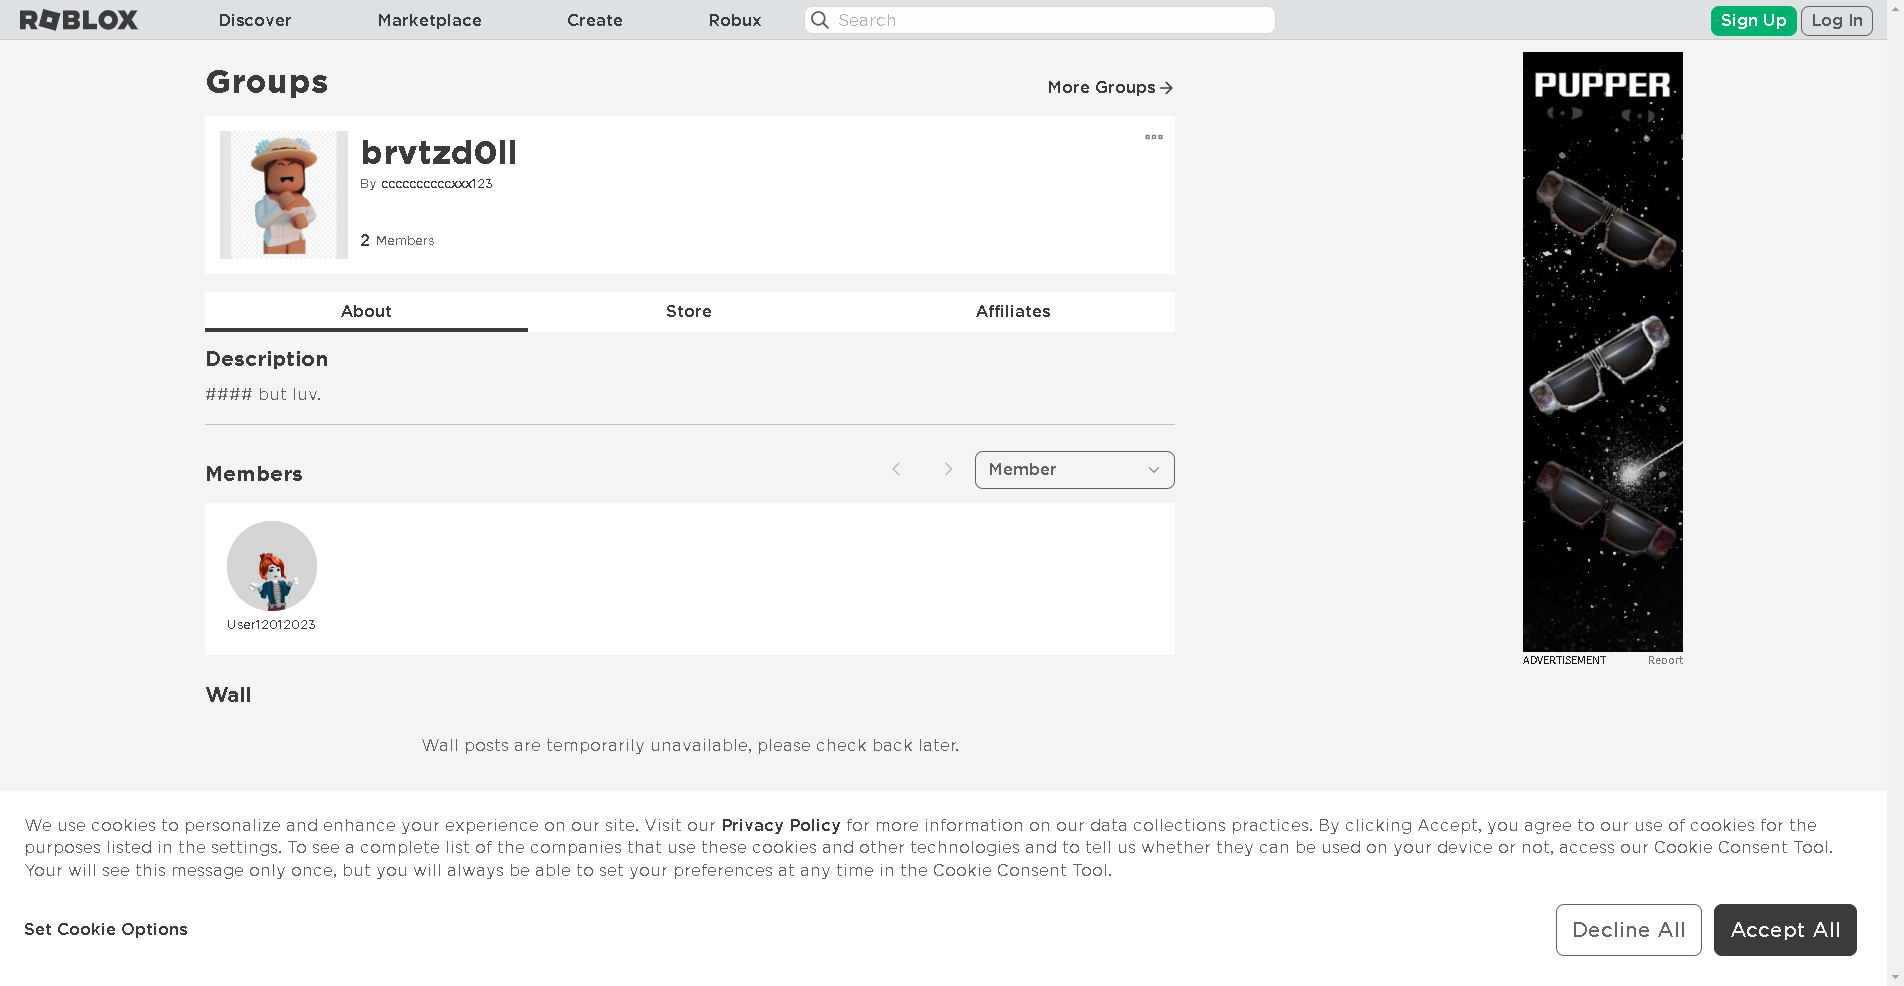 ROBLOX
Discover
Marketplace
Create
Robux
Search
Sign Up
Log In
Groups
More Groups
brvtzd0ll
By ccccccccccxxx123
2 Members
About
Store
Affiliates
Description
#### but luv.
Members
Member
User12012023
Wall
Wall posts are temporarily unavailable, please check back later.
PUPPER
ADVERTISEMENT
Report
We use cookies to personalize and enhance your experience on our site. Visit our Privacy Policy for more information on our data collections practices. By clicking Accept, you agree to our use of cookies for the
purposes listed in the settings. To see a complete list of the companies that use these cookies and other technologies and to tell us whether they can be used on your device or not, access our Cookie Consent Tool.
Your will see this message only once, but you will always be able to set your preferences at any time in the Cookie Consent Tool.
Set Cookie Options
Decline All
Accept All